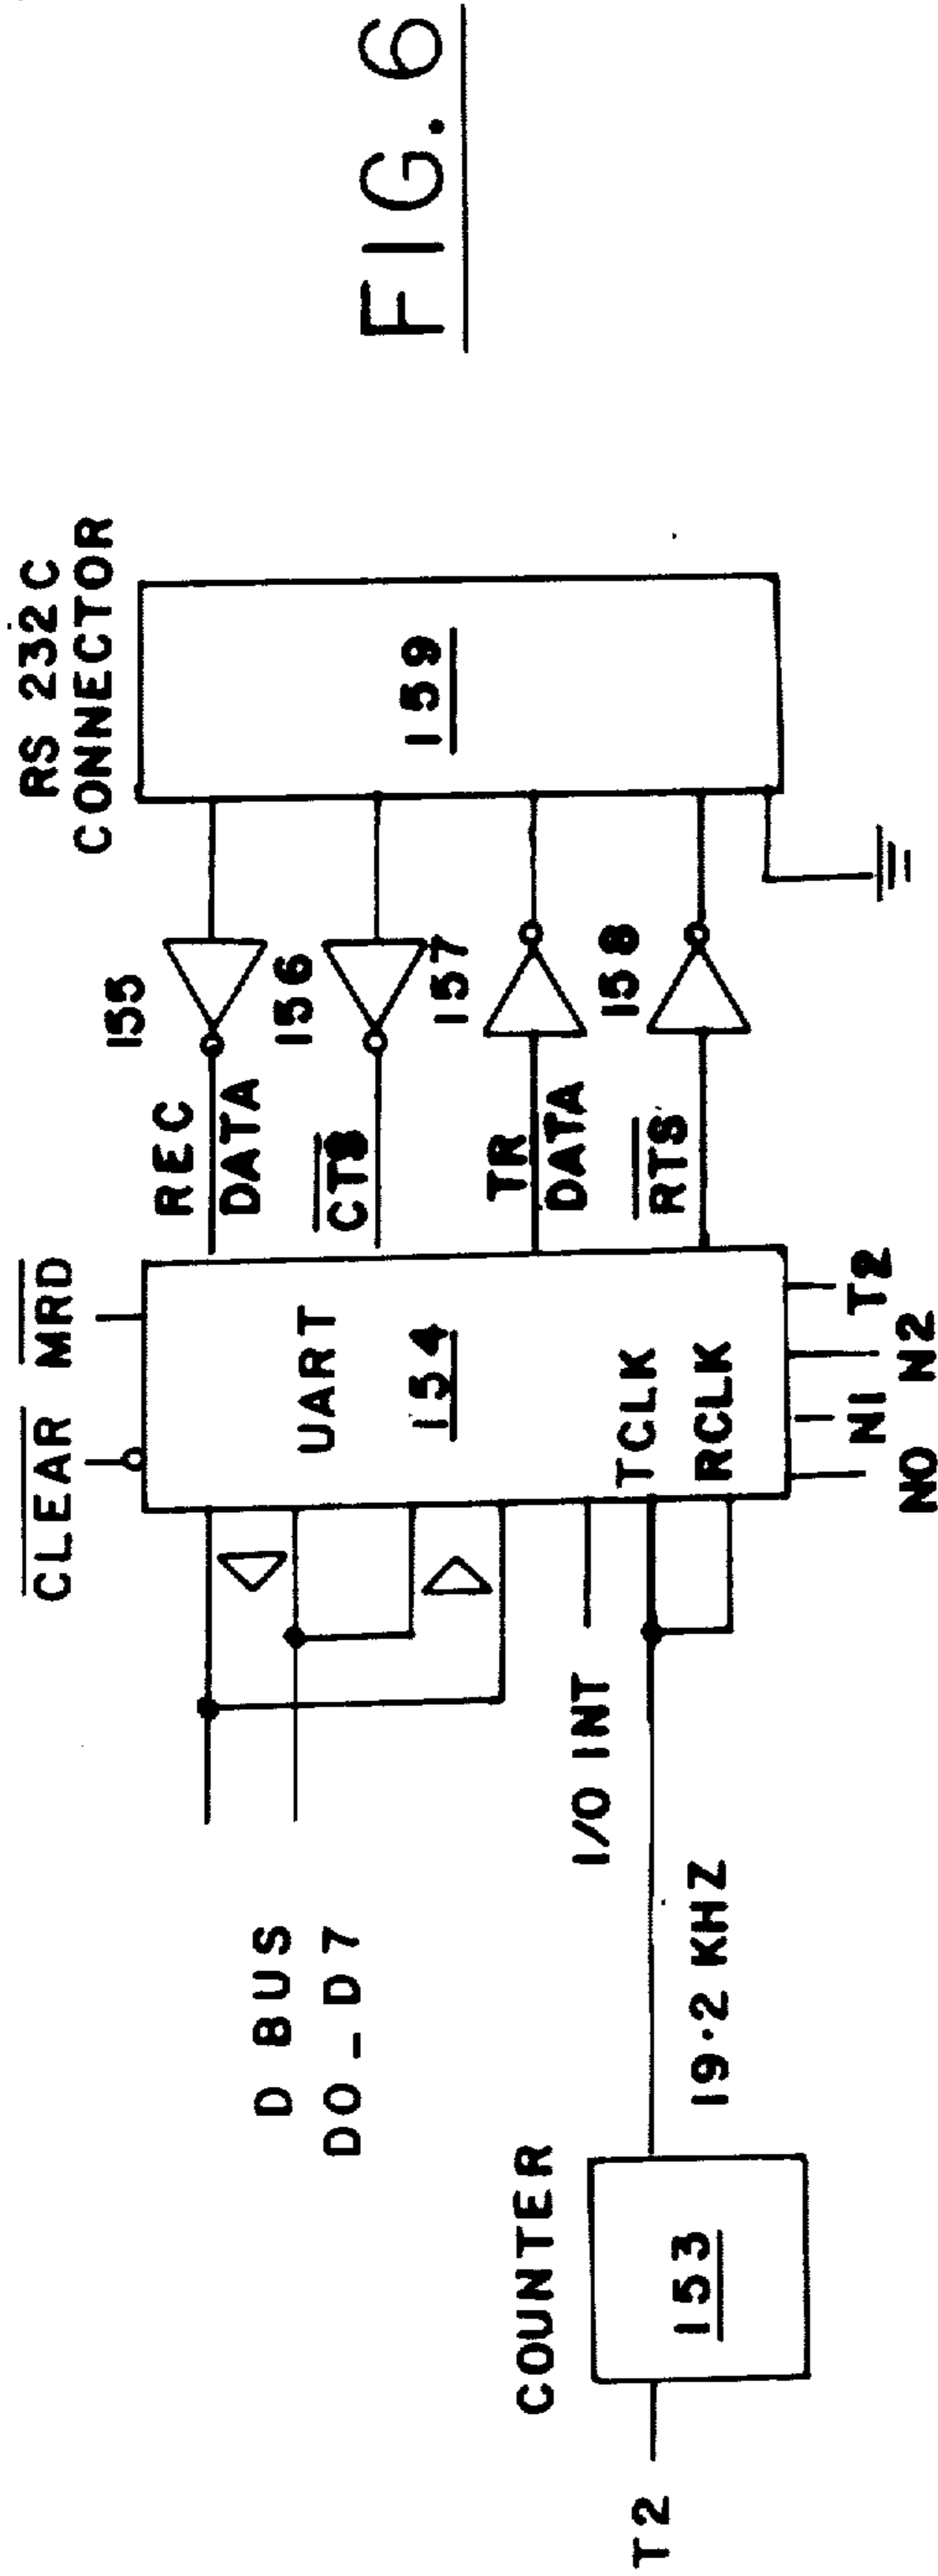 RS 232C
CONNECTOR
CLEAR MRD
REC
DATA
155
156
CTS
157
TR
DATA
158
RTS
159
UART
154
TCLK
RCLK
N0 N1 N2 T2
D BUS
D0_D7
I/O INT
19.2 KHZ
COUNTER
153
T2
FIG. 6